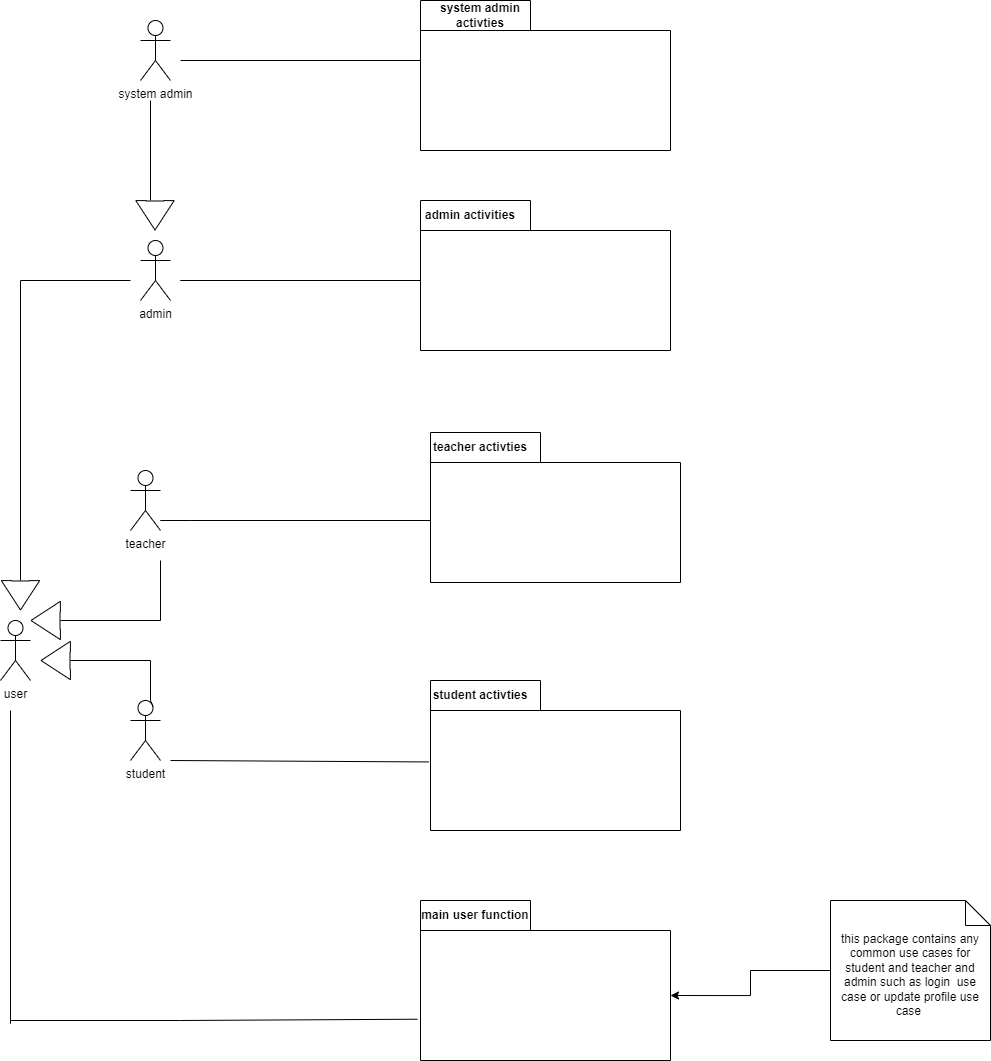 system admin
activties
system admin
admin activities
admin
teacher activties
teacher
user
student activties
student
main user function
this package contains any
common use cases for
student and teacher and
admin such as login use
case or update profile use
case